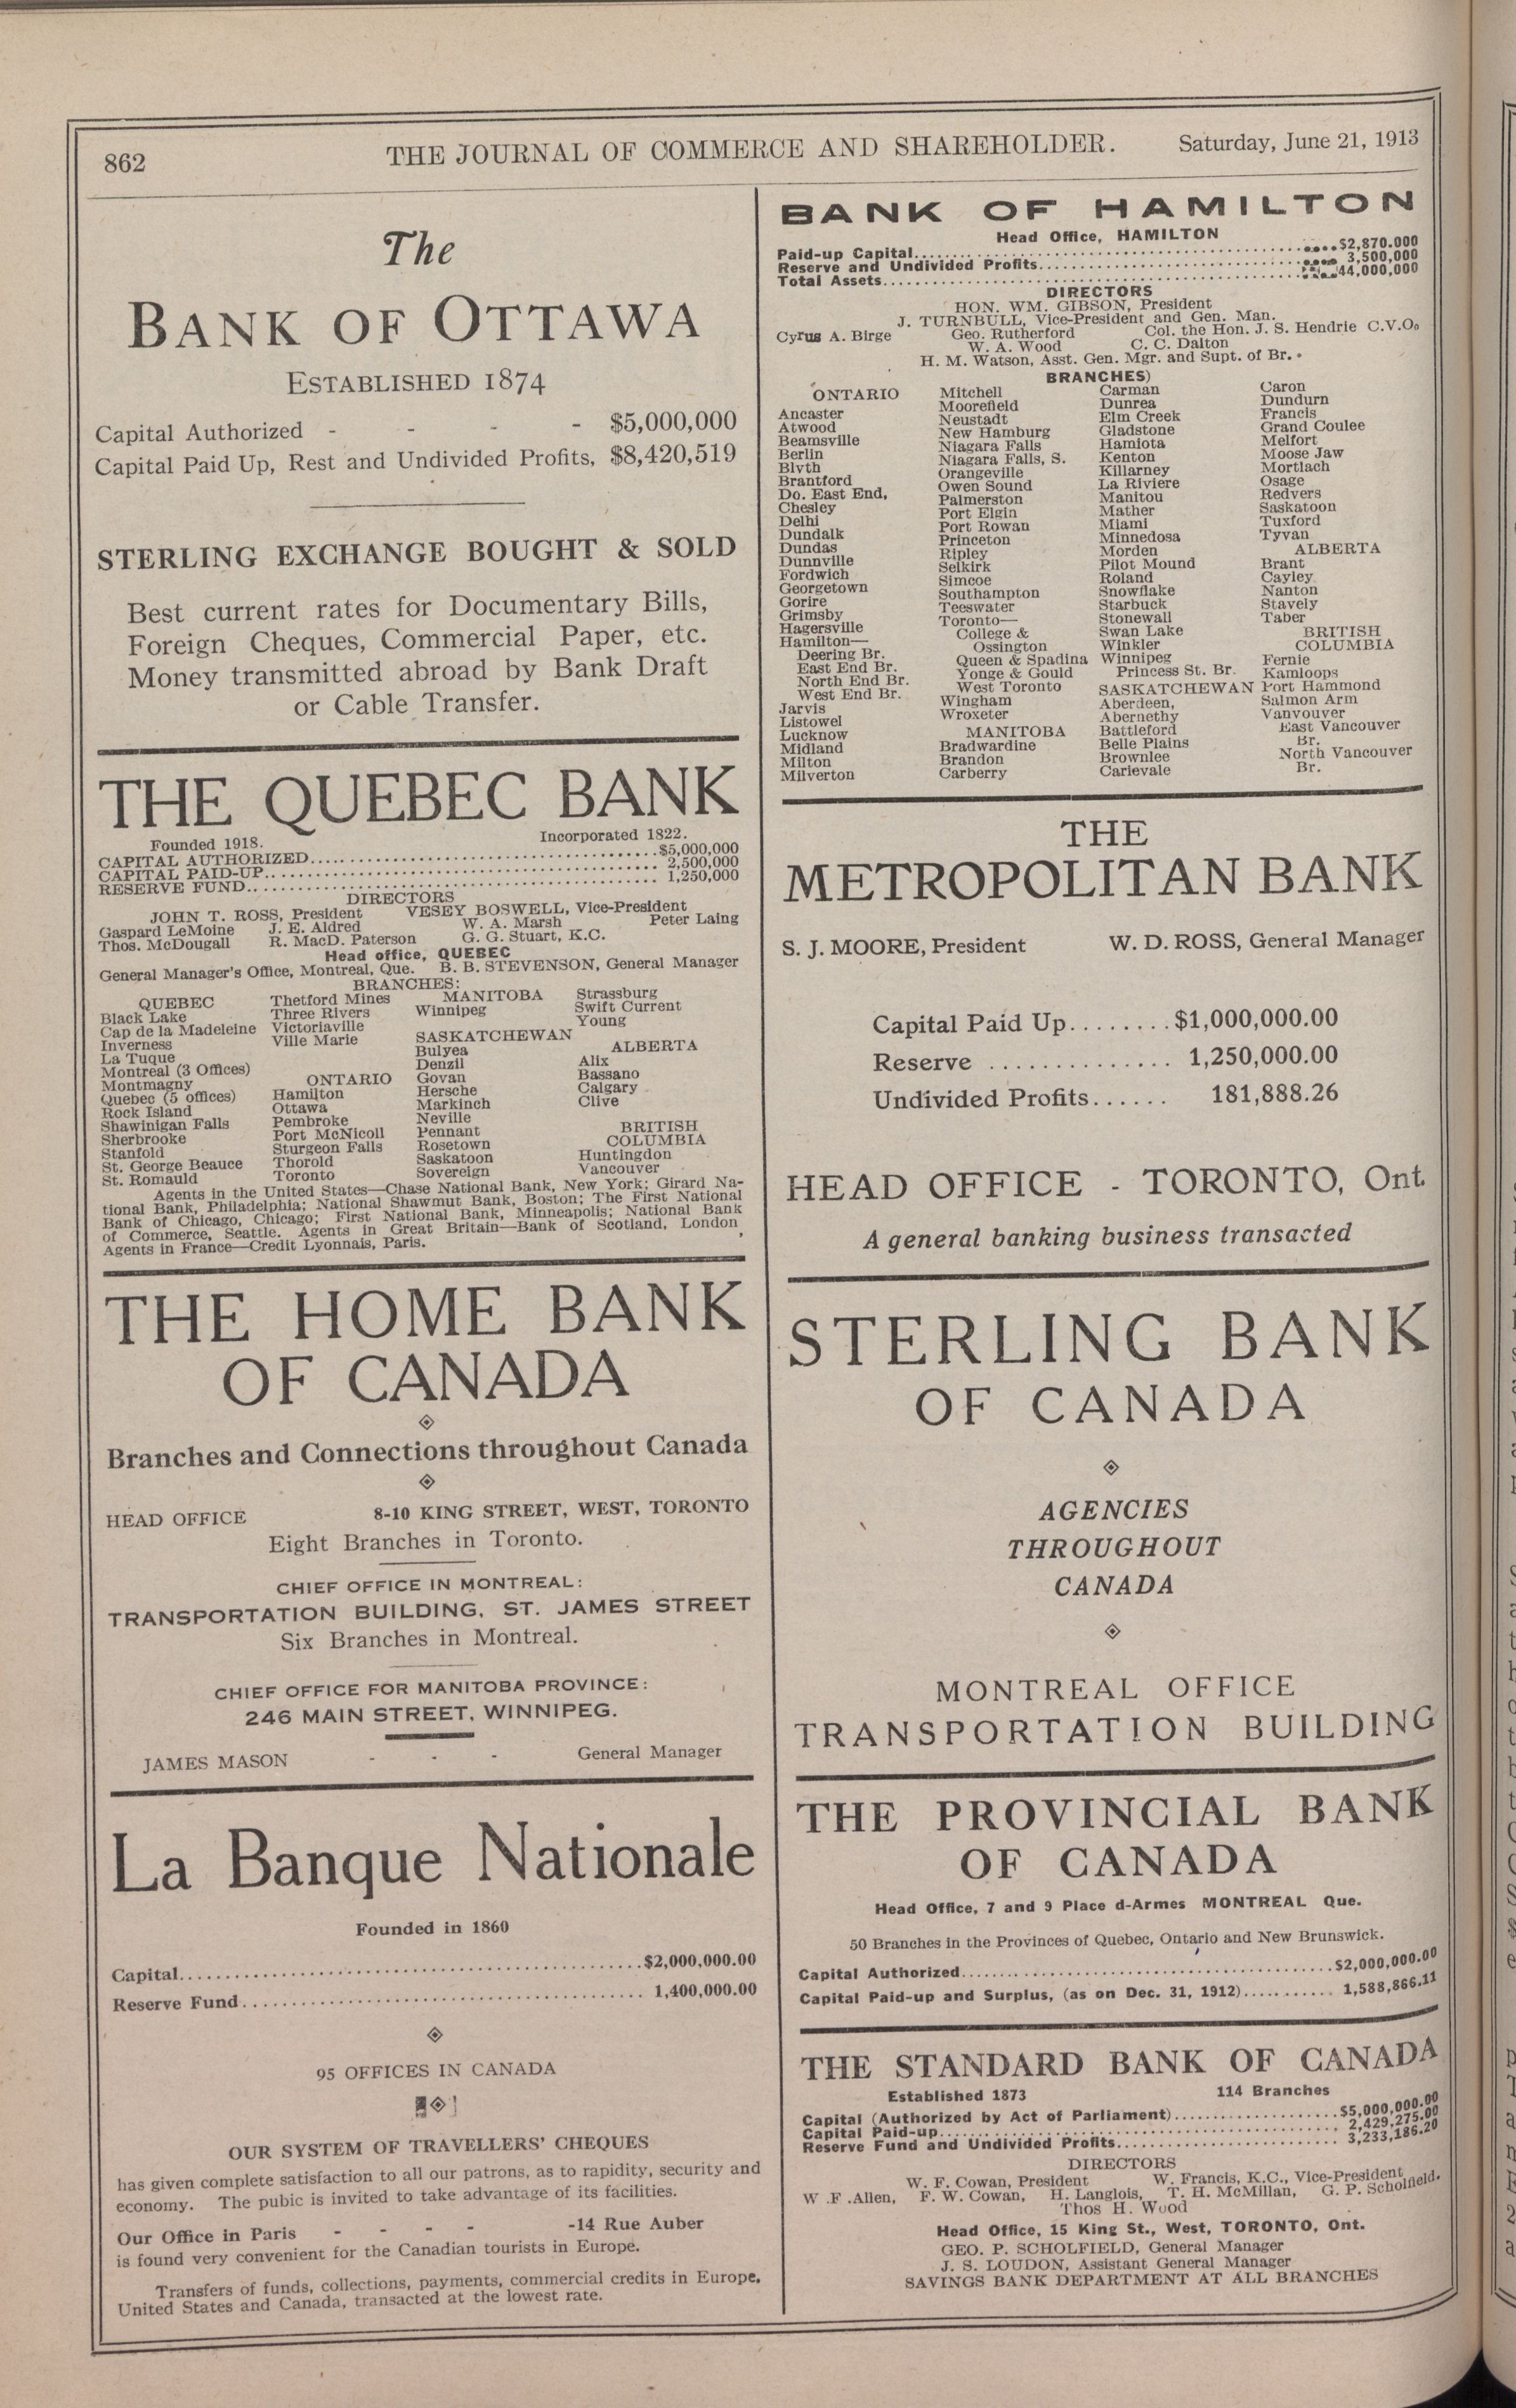 862
THE JOURNAL OF COMMERCE AND SHAREHOLDER.
Saturday, June 21, 1913
The
BANK OF OTTAWA
ESTABLISHED 1874
Capital Authorized - - - - $5,000,000
Capital Paid Up, Rest and Undivided Profits, $8,420,519
STERLING EXCHANGE BOUGHT & SOLD
Best current rates for Documentary Bills,
Foreign Cheques, Commercial Paper, etc.
Money transmitted abroad by Bank Draft
or Cable Transfer.
THE QUEBEC BANK
Founded 1918. Incorporated 1822.
CAPITAL AUTHORIZED.....$5,000,000
CAPITAL PAID-UP..... 2,500,000
RESERVE FUND..... 1,250,000
DIRECTORS
JOHN T. ROSS, President VESEY BOSWELL, Vice-President
Gaspard LeMoine J. E. Aldred W. A. Marsh Peter Laing
Thos. McDougall R. MacD. Paterson G. G. Stuart, K.C.
Head office, QUEBEC
General Manager's Office, Montreal, Que. B. B. STEVENSON, General Manager
BRANCHES:
QUEBEC
Black Lake
Cap de la Madeleine
Inverness
La Tuque
Montreal (3 Offices)
Montmagny
Quebec (5 offices)
Rock Island
Shawinigan Falls
Sherbrooke
Stanfold
St. George Beauce
St. Romauld
Thetford Mines
Three Rivers
Victoriaville
Ville Marie
ONTARIO
Hamilton
Ottawa
Pembroke
Port McNicoll
Sturgeon Falls
Thorold
Toronto
MANITOBA
Winnipeg
SASKATCHEWAN
Bulyea
Denzil
Govan
Hersche
Markinch
Neville
Pennant
Rosetown
Saskatoon
Sovereign
Strassburg
Swift Current
Young
ALBERTA
Alix
Bassano
Calgary
Clive
BRITISH
COLUMBIA
Huntingdon
Vancouver
Agents in the United States—Chase National Bank, New York; Girard Na-
tional Bank, Philadelphia; National Shawmut Bank, Boston; The First National
Bank of Chicago, Chicago; First National Bank, Minneapolis; National Bank
of Commerce, Seattle. Agents in Great Britain—Bank of Scotland, London
Agents in France—Credit Lyonnais, Paris.
THE HOME BANK
OF CANADA
Branches and Connections throughout Canada
HEAD OFFICE 8-10 KING STREET, WEST, TORONTO
Eight Branches in Toronto.
CHIEF OFFICE IN MONTREAL:
TRANSPORTATION BUILDING, ST. JAMES STREET
Six Branches in Montreal.
CHIEF OFFICE FOR MANITOBA PROVINCE:
246 MAIN STREET, WINNIPEG.
JAMES MASON - - - General Manager
La Banque Nationale
Founded in 1860
Capital.....$2,000,000.00
Reserve Fund..... 1,400,000.00
95 OFFICES IN CANADA
OUR SYSTEM OF TRAVELLERS' CHEQUES
has given complete satisfaction to all our patrons, as to rapidity, security and
economy. The pubic is invited to take advantage of its facilities.
Our Office in Paris - - - - -14 Rue Auber
is found very convenient for the Canadian tourists in Europe.
Transfers of funds, collections, payments, commercial credits in Europe,
United States and Canada, transacted at the lowest rate.
BANK OF HAMILTON
Head Office, HAMILTON
Paid-up Capital.....$2,870.000
Reserve and Undivided Profits..... 3,500,000
Total Assets.....44,000,000
DIRECTORS
HON. WM. GIBSON, President
J. TURNBULL, Vice-President and Gen. Man.
Cyrus A. Birge Geo. Rutherford Col. the Hon. J. S. Hendrie C.V.O.
W. A. Wood C. C. Dalton
H. M. Watson, Asst. Gen. Mgr. and Supt. of Br.
BRANCHES)
ONTARIO
Ancaster
Atwood
Beamsville
Berlin
Blyth
Brantford
Do. East End,
Chesley
Delhi
Dundalk
Dundas
Dunnville
Fordwich
Georgetown
Gorire
Grimsby
Hagersville
Hamilton—
Deering Br.
East End Br.
North End Br.
West End Br.
Jarvis
Listowel
Lucknow
Midland
Milton
Milverton
Mitchell
Moorefield
Neustadt
New Hamburg
Niagara Falls
Niagara Falls, S.
Orangeville
Owen Sound
Palmerston
Port Elgin
Port Rowan
Princeton
Ripley
Selkirk
Simcoe
Southampton
Teeswater
Toronto—
College &
Ossington
Queen & Spadina
Yonge & Gould
West Toronto
Wingham
Wroxeter
MANITOBA
Bradwardine
Brandon
Carberry
Carman
Dunrea
Elm Creek
Gladstone
Hamiota
Kenton
Killarney
La Riviere
Manitou
Mather
Miami
Minnedosa
Morden
Pilot Mound
Roland
Snowflake
Starbuck
Stonewall
Swan Lake
Winkler
Winnipeg
Princess St. Br.
SASKATCHEWAN
Aberdeen,
Abernethy
Battleford
Belle Plains
Brownlee
Carievale
Caron
Dundurn
Francis
Grand Coulee
Melfort
Moose Jaw
Mortlach
Osage
Redvers
Saskatoon
Tuxford
Tyvan
ALBERTA
Brant
Cayley
Nanton
Stavely
Taber
BRITISH
COLUMBIA
Fernie
Kamloops
Port Hammond
Salmon Arm
Vanvouver
East Vancouver
Br.
North Vancouver
Br.
THE
METROPOLITAN BANK
S. J. MOORE, President W. D. ROSS, General Manager
Capital Paid Up........$1,000,000.00
Reserve .............. 1,250,000.00
Undivided Profits...... 181,888.26
HEAD OFFICE - TORONTO, Ont.
A general banking business transacted
STERLING BANK
OF CANADA
AGENCIES
THROUGHOUT
CANADA
MONTREAL OFFICE
TRANSPORTATION BUILDING
THE PROVINCIAL BANK
OF CANADA
Head Office, 7 and 9 Place d-Armes MONTREAL Que.
50 Branches in the Provinces of Quebec, Ontario and New Brunswick.
Capital Authorized.....$2,000,000.00
Capital Paid-up and Surplus, (as on Dec. 31, 1912)........... 1,588,866.11
THE STANDARD BANK OF CANADA
Established 1873 114 Branches
Capital (Authorized by Act of Parliament).....$5,000,000.00
Capital Paid-up..... 2,429,275.00
Reserve Fund and Undivided Profits..... 3,233,186.20
DIRECTORS
W. F. Cowan, President W. Francis, K.C., Vice-President
W .F .Allen, F. W. Cowan, H. Langlois, T. H. McMillan, G. P. Scholfield.
Thos H. Wood
Head Office, 15 King St., West, TORONTO, Ont.
GEO. P. SCHOLFIELD, General Manager
J. S. LOUDON, Assistant General Manager
SAVINGS BANK DEPARTMENT AT ALL BRANCHES